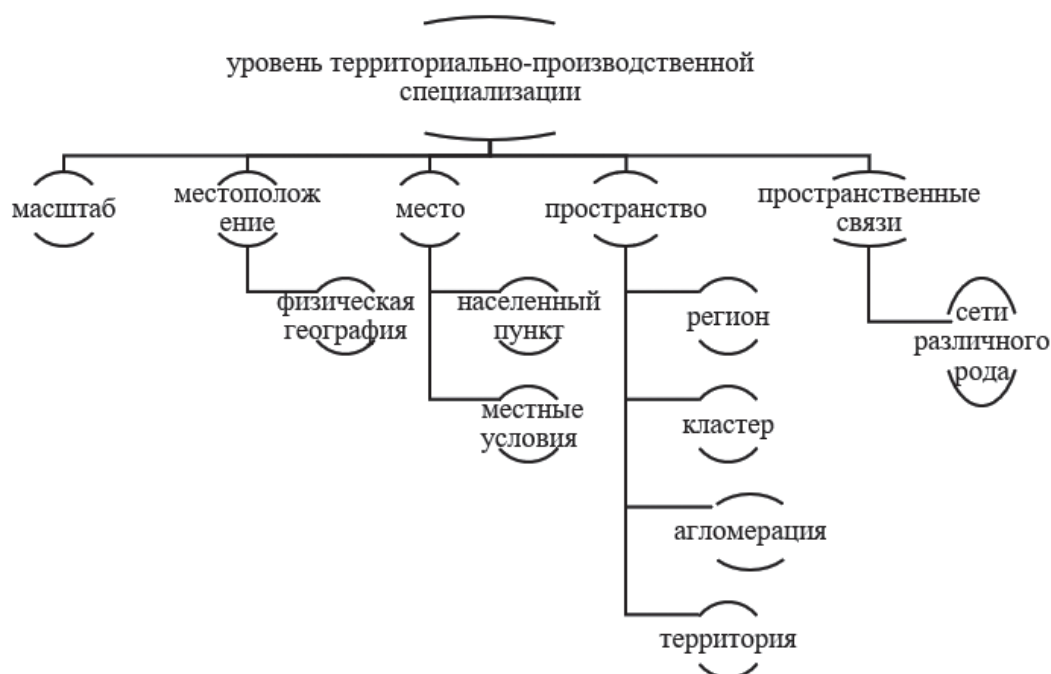 уровень территориально-производственной
специализации
масштаб
местополож
ение
место
пространство
пространственные
связи
физическая
география
населенный
пункт
местные
условия
регион
кластер
агломерация
территория
сети
различного
рода